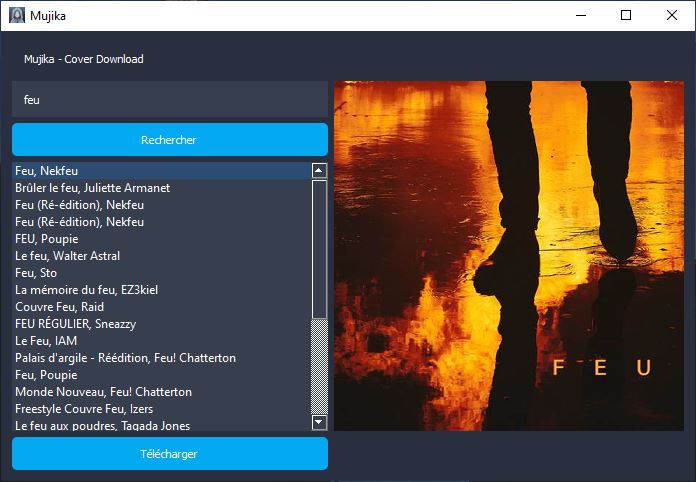 Mujika
Mujika - Cover Download
feu
Rechercher
Feu, Nekfeu
Brûler le feu, Juliette Armanet
Feu (Ré-édition), Nekfeu
Feu (Ré-édition), Nekfeu
FEU, Poupie
Le feu, Walter Astral
Feu, Sto
La mémoire du feu, EZ3kiel
Couvre Feu, Raid
FEU RÉGULIER, Sneazzy
Le Feu, IAM
Palais d'argile - Réédition, Feu! Chatterton
Feu, Poupie
Monde Nouveau, Feu! Chatterton
Freestyle Couvre Feu, Izers
Le feu aux poudres, Tagada Jones
Télécharger
F E U